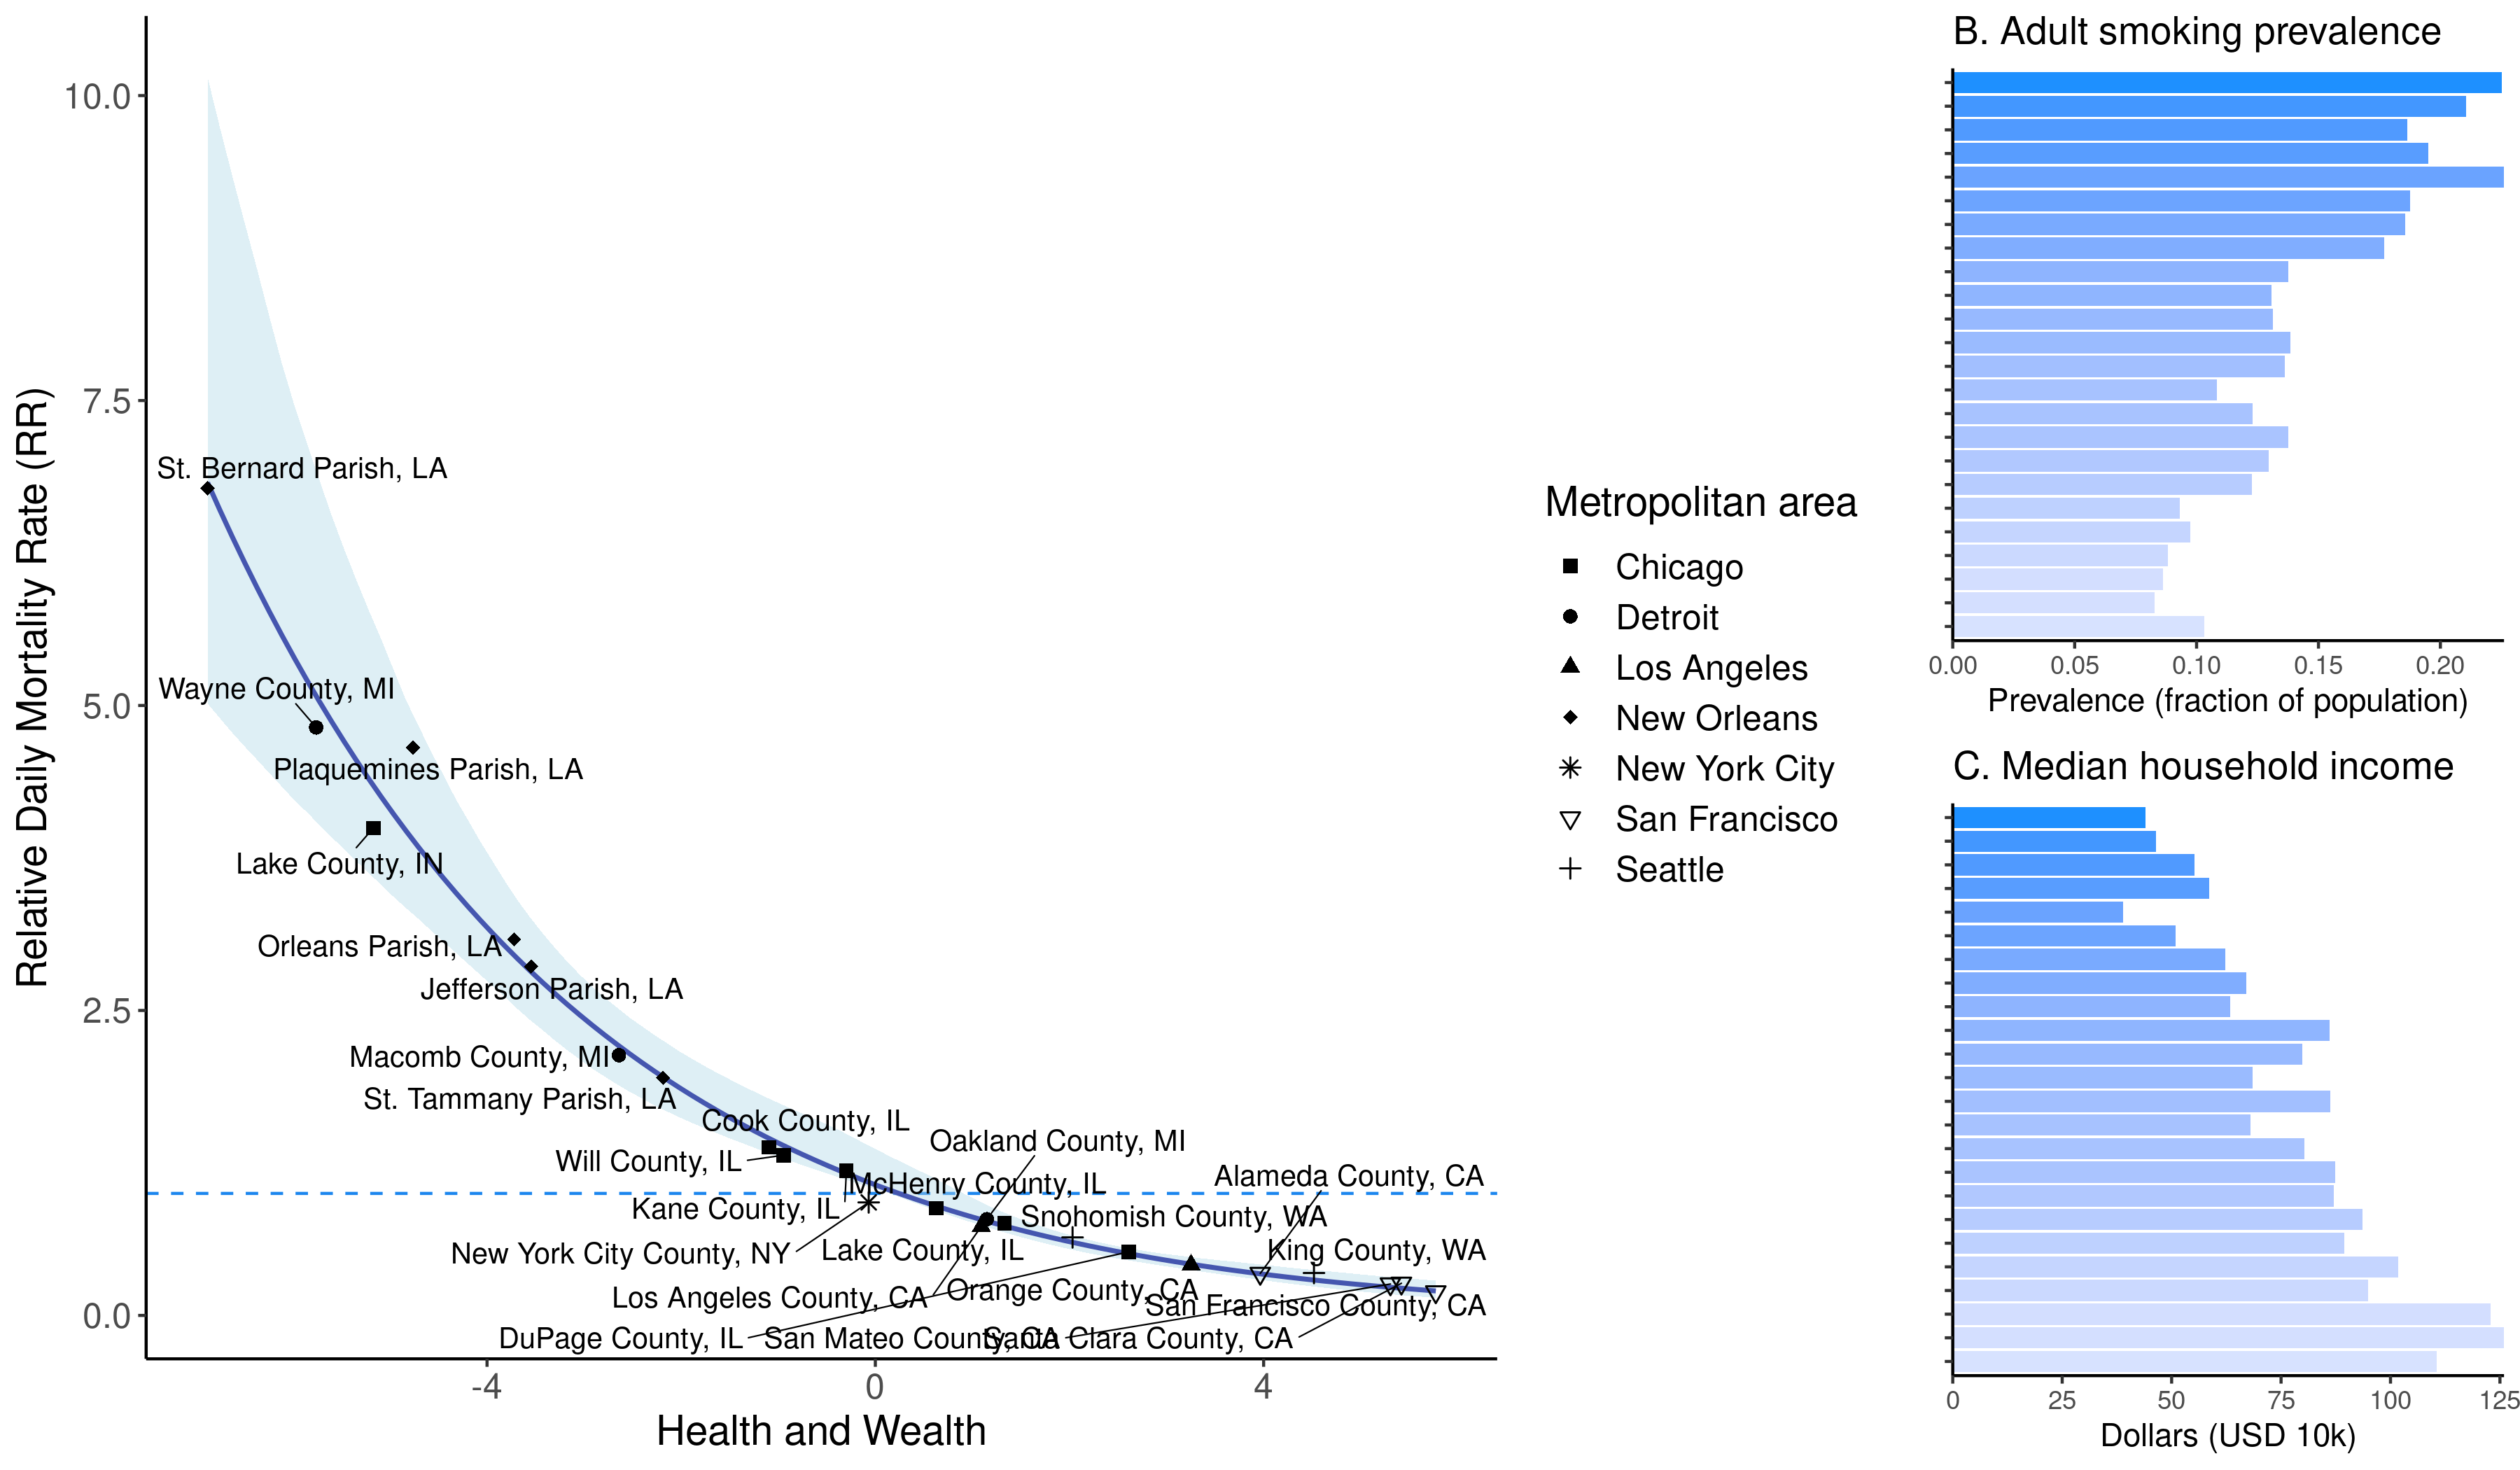 Relative Daily Mortality Rate (RR)
10.0
7.5
5.0
2.5
0.0
St. Bernard Parish, LA
Wayne County, MI
Plaquemines Parish, LA
Lake County, IN
Orleans Parish, LA
Jefferson Parish, LA
Macomb County, MI
St. Tammany Parish, LA
Cook County, IL
Oakland County, MI
Will County, IL
Alameda County, CA
McHenry County, IL
Kane County, IL
Snohomish County, WA
New York City County, NY
Lake County, IL
King County, WA
Los Angeles County, CA
Orange County, CA
San Francisco County, CA
DuPage County, IL
San Mateo County, CA
Santa Clara County, CA
-4
0
4
Health and Wealth
Metropolitan area
Chicago
Detroit
Los Angeles
New Orleans
New York City
San Francisco
Seattle
B. Adult smoking prevalence
0.00
0.05
0.10
0.15
0.20
Prevalence (fraction of population)
C. Median household income
0
25
50
75
100
125
Dollars (USD 10k)